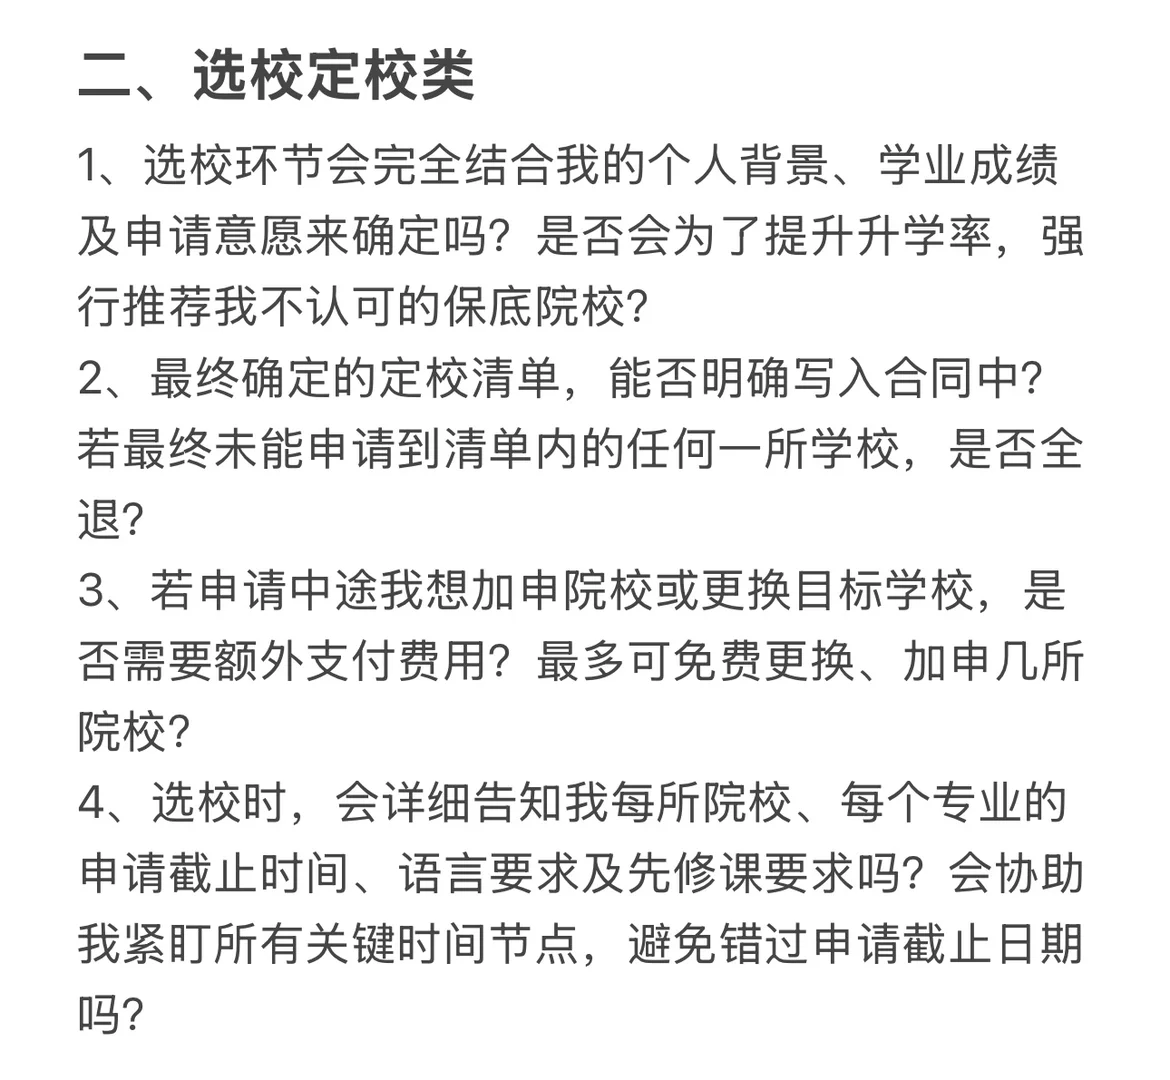 二、选校定校类
1、选校环节会完全结合我的个人背景、学业成绩
及申请意愿来确定吗？是否会为了提升升学率，强
行推荐我不认可的保底院校？
2、最终确定的定校清单，能否明确写入合同中？
若最终未能申请到清单内的任何一所学校，是否全
退？
3、若申请中途我想加申院校或更换目标学校，是
否需要额外支付费用？最多可免费更换、加申几所
院校？
4、选校时，会详细告知我每所院校、每个专业的
申请截止时间、语言要求及先修课要求吗？会协助
我紧盯所有关键时间节点，避免错过申请截止日期
吗？